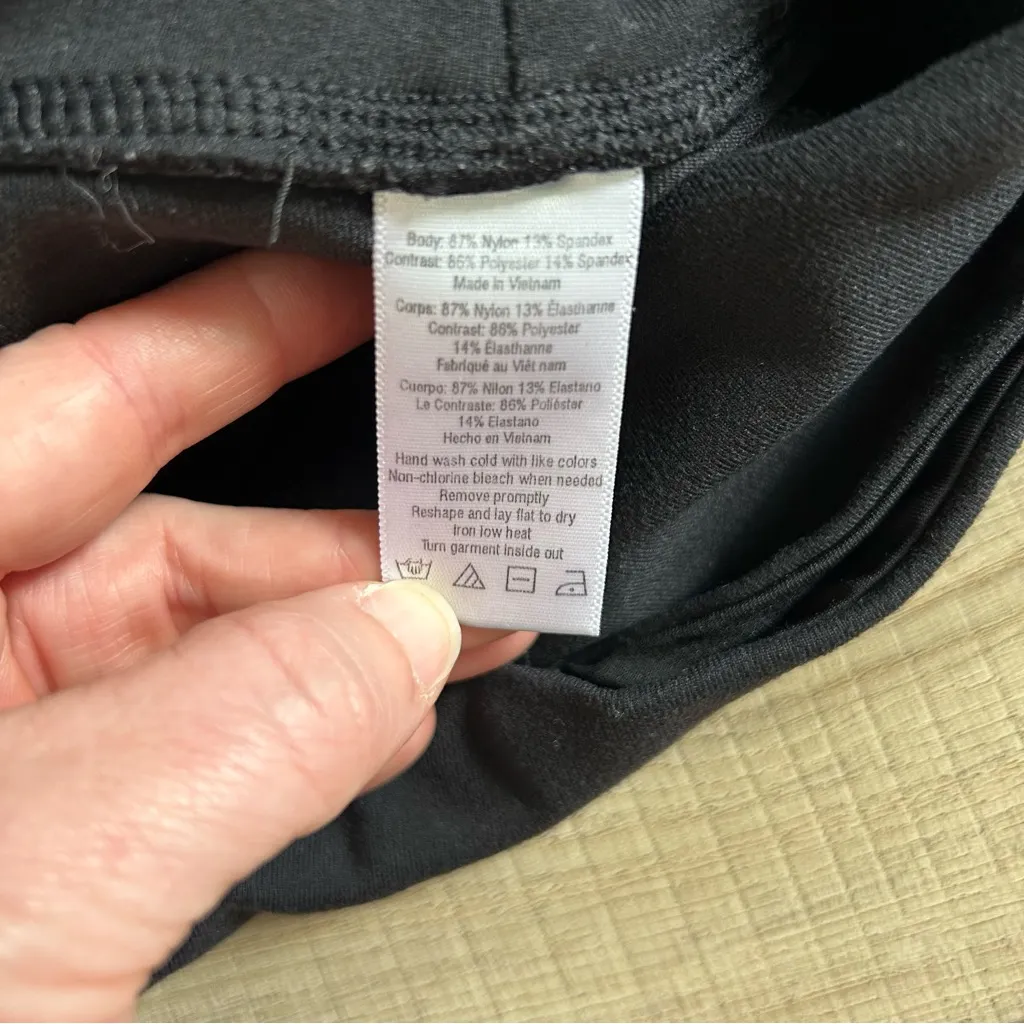 Body: 87% Nylon 13% Spandex
Contrast: 86% Polyester 14% Spandex
Made in Vietnam
Corps: 87% Nylon 13% Élasthanne
Contrast: 86% Polyester
14% Élasthanne
Fabriqué au Viêt nam
Cuerpo: 87% Nilon 13% Elastano
Le Contraste: 86% Poliéster
14% Elastano
Hecho en Vietnam
Hand wash cold with like colors
Non-chlorine bleach when needed
Remove promptly
Reshape and lay flat to dry
Iron low heat
Turn garment inside out